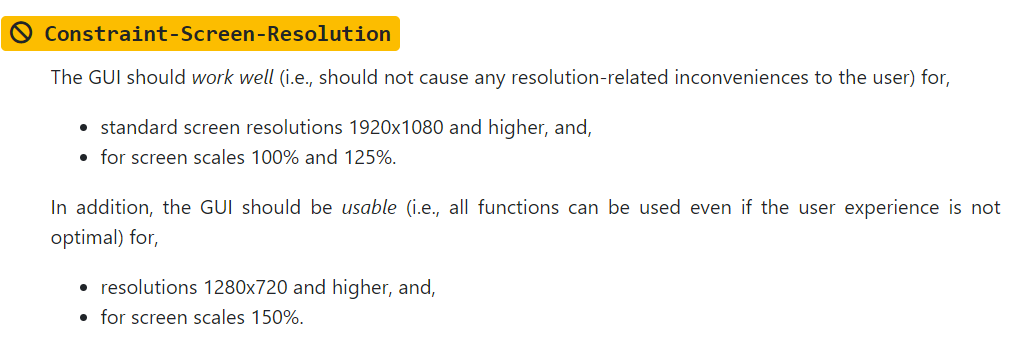 Constraint-Screen-Resolution
The GUI should work well (i.e., should not cause any resolution-related inconveniences to the user) for,
• standard screen resolutions 1920x1080 and higher, and,
• for screen scales 100% and 125%.
In addition, the GUI should be usable (i.e., all functions can be used even if the user experience is not
optimal) for,
• resolutions 1280x720 and higher, and,
• for screen scales 150%.